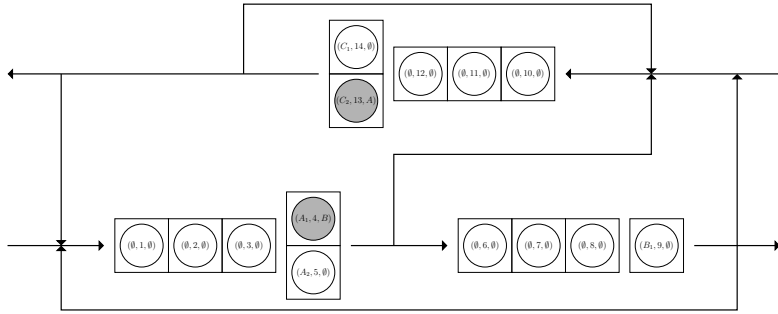 (C₁, 14, ∅)
(∅, 12, ∅) (∅, 11, ∅) (∅, 10, ∅)
(C₂, 13, A)
(A₁, 4, B)
(∅, 1, ∅) (∅, 2, ∅) (∅, 3, ∅) (∅, 6, ∅) (∅, 7, ∅) (∅, 8, ∅) (B₁, 9, ∅)
(A₂, 5, ∅)